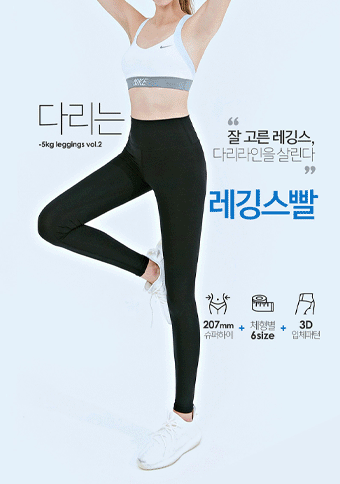 NIKE
다리는
-5kg leggings vol.2
“
잘 고른 레깅스,
다리라인을 살린다
”
레깅스빨
207mm + 체형별 + 3D
슈퍼하이 6size 입체패턴